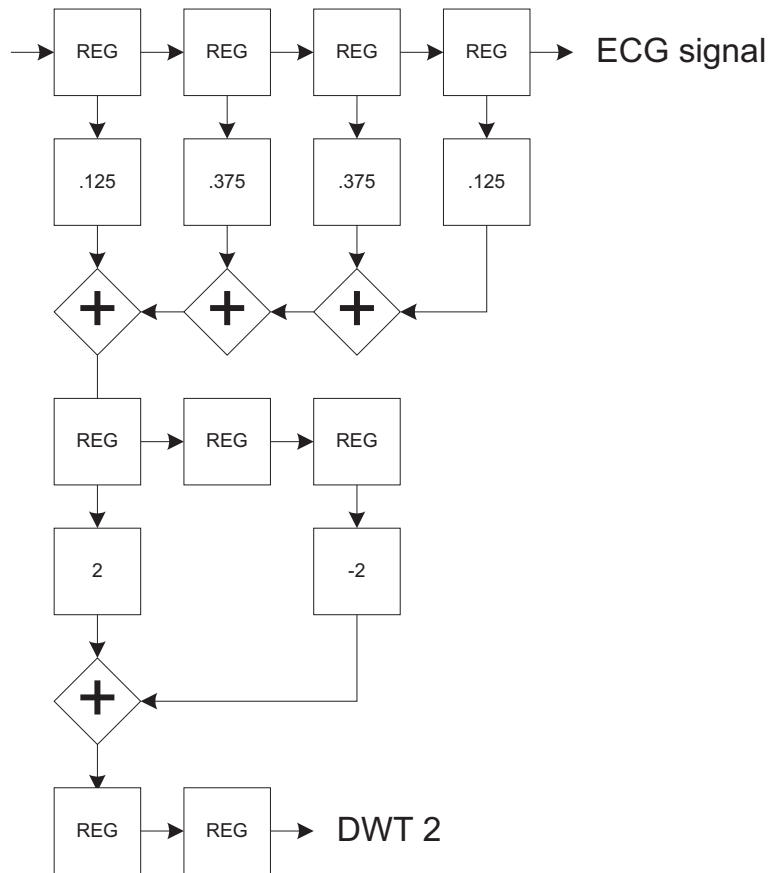 REG REG REG REG ECG signal
.125 .375 .375 .125
+ + +
REG REG REG
2 -2
+
REG REG DWT 2